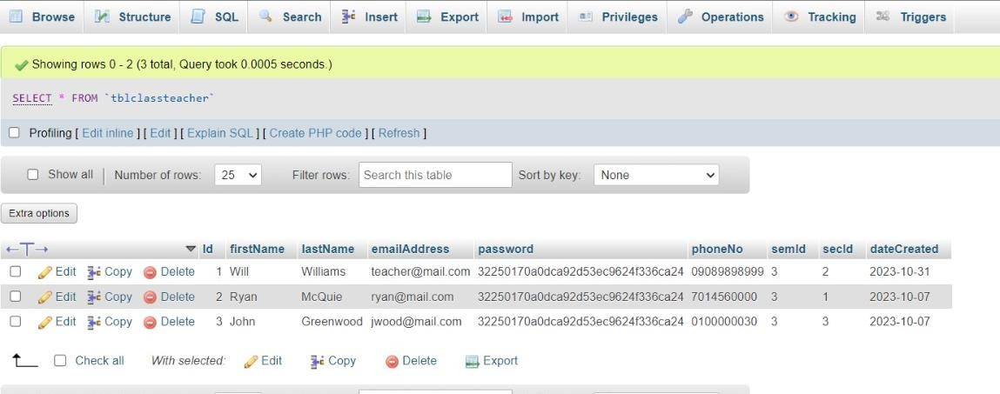 Browse Structure SQL Search Insert Export Import Privileges Operations Tracking Triggers
Showing rows 0 - 2 (3 total, Query took 0.0005 seconds.)
SELECT * FROM `tblclassteacher`
Profiling [ Edit inline ] [ Edit ] [ Explain SQL ] [ Create PHP code ] [ Refresh ]
Show all Number of rows: 25 Filter rows: Search this table Sort by key: None
Extra options
Id firstName lastName emailAddress password phoneNo semId secId dateCreated
Edit Copy Delete 1 Will Williams teacher@mail.com 32250170a0dca92d53ec9624f336ca24 09089898999 3 2 2023-10-31
Edit Copy Delete 2 Ryan McQuie ryan@mail.com 32250170a0dca92d53ec9624f336ca24 7014560000 3 1 2023-10-07
Edit Copy Delete 3 John Greenwood jwood@mail.com 32250170a0dca92d53ec9624f336ca24 0100000030 3 3 2023-10-07
Check all With selected: Edit Copy Delete Export